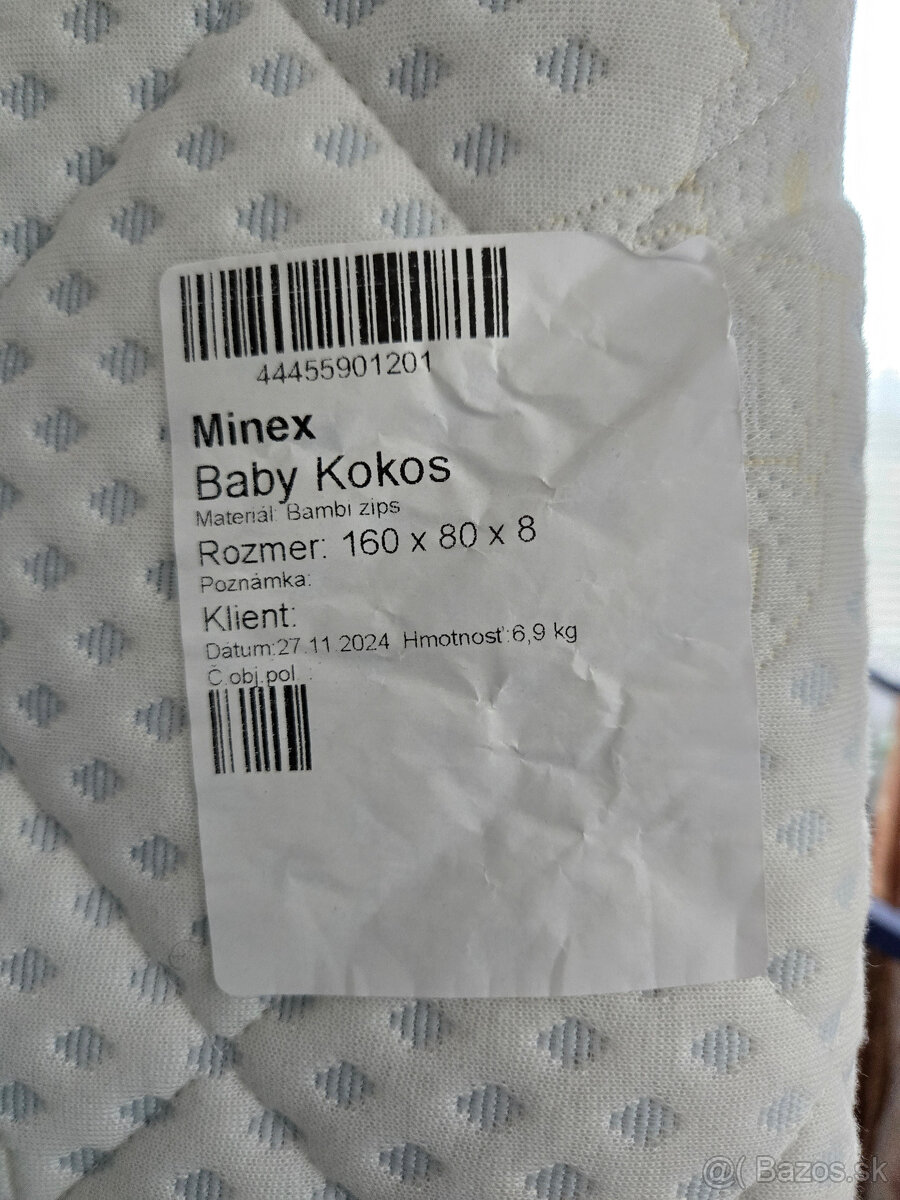 44455901201
Minex
Baby Kokos
Materiál: Bambi zips
Rozmer: 160 x 80 x 8
Poznámka:
Klient:
Dátum:27.11.2024 Hmotnosť:6,9 kg
Č.obj.pol. :
@( Bazos.sk